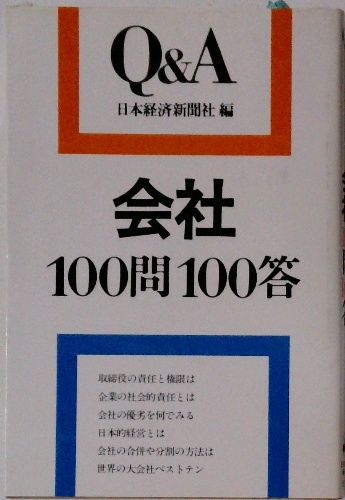 Q&A
日本経済新聞社 編
会社
100問100答
取締役の責任と権限は
企業の社会的責任とは
会社の優劣を何でみる
日本的経営とは
会社の合併や分割の方法は
世界の大会社ベストテン